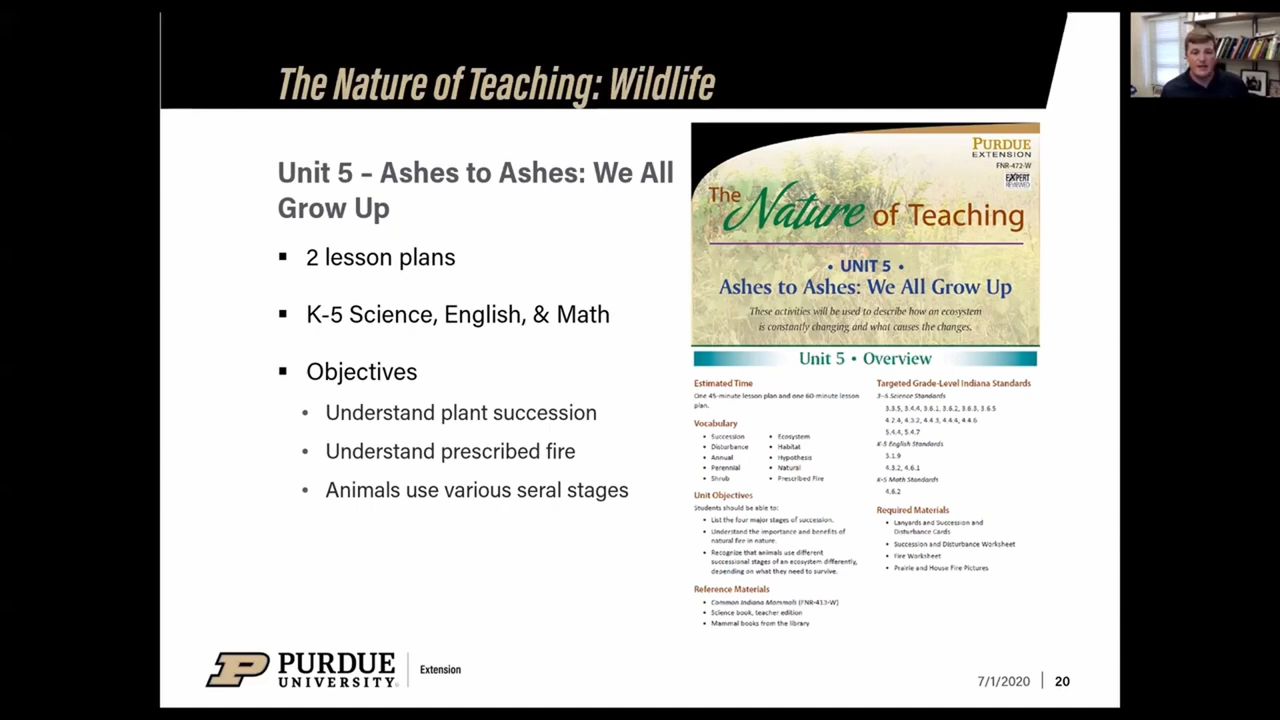 The Nature of Teaching: Wildlife
Unit 5 – Ashes to Ashes: We All
Grow Up
▪ 2 lesson plans
▪ K-5 Science, English, & Math
▪ Objectives
• Understand plant succession
• Understand prescribed fire
• Animals use various seral stages
PURDUE
EXTENSION
FNR-472-W
EXPERT
REVIEWED
The Nature of Teaching
• UNIT 5 •
Ashes to Ashes: We All Grow Up
These activities will be used to describe how an ecosystem
is constantly changing and what causes the changes.
Unit 5 • Overview
Estimated Time
One 45-minute lesson plan and one 60-minute lesson
plan.
Vocabulary
• Succession
• Disturbance
• Annual
• Perennial
• Shrub
• Ecosystem
• Habitat
• Hypothesis
• Natural
• Prescribed Fire
Unit Objectives
Students should be able to:
• List the four major stages of succession.
• Understand the importance and benefits of
natural fire in nature.
• Recognize that animals use different
successional stages of an ecosystem differently,
depending on what they need to survive.
Reference Materials
• Common Indiana Mammals (FNR-413-W)
• Science book, teacher edition
• Mammal books from the library
Targeted Grade-Level Indiana Standards
3-5 Science Standards
3.3.5, 3.4.4, 3.6.1, 3.6.2, 3.6.3, 3.6.5
4.2.4, 4.3.2, 4.4.3, 4.4.4, 4.4.6
5.4.4, 5.4.7
K-5 English Standards
5.1.9
4.3.2, 4.6.1
K-5 Math Standards
4.6.2
Required Materials
• Lanyards and Succession and
Disturbance Cards
• Succession and Disturbance Worksheet
• Fire Worksheet
• Prairie and House Fire Pictures
PURDUE
UNIVERSITY
Extension
7/1/2020
20